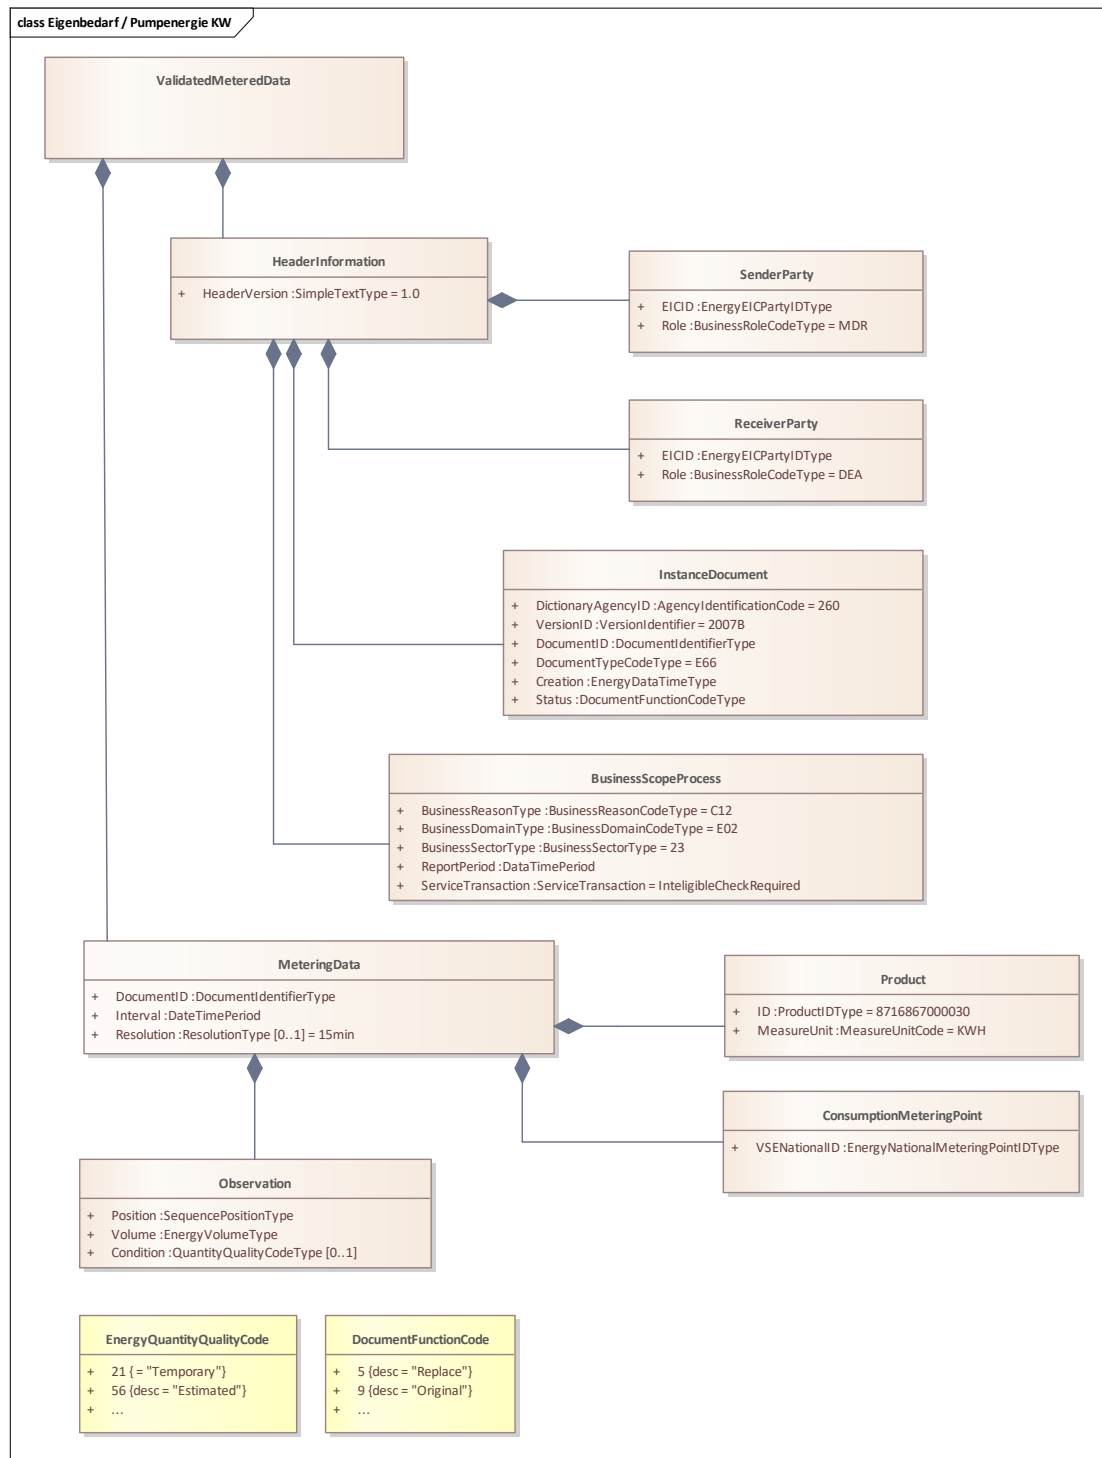 class Eigenbedarf / Pumpenergie KW
ValidatedMeteredData
HeaderInformation
+ HeaderVersion :SimpleTextType = 1.0
SenderParty
+ EICID :EnergyEICPartyIDType
+ Role :BusinessRoleCodeType = MDR
ReceiverParty
+ EICID :EnergyEICPartyIDType
+ Role :BusinessRoleCodeType = DEA
InstanceDocument
+ DictionaryAgencyID :AgencyIdentificationCode = 260
+ VersionID :VersionIdentifier = 2007B
+ DocumentID :DocumentIdentifierType
+ DocumentTypeCodeType = E66
+ Creation :EnergyDataTimeType
+ Status :DocumentFunctionCodeType
BusinessScopeProcess
+ BusinessReasonType :BusinessReasonCodeType = C12
+ BusinessDomainType :BusinessDomainCodeType = E02
+ BusinessSectorType :BusinessSectorType = 23
+ ReportPeriod :DataTimePeriod
+ ServiceTransaction :ServiceTransaction = InteligibleCheckRequired
MeteringData
+ DocumentID :DocumentIdentifierType
+ Interval :DateTimePeriod
+ Resolution :ResolutionType [0..1] = 15min
Product
+ ID :ProductIDType = 8716867000030
+ MeasureUnit :MeasureUnitCode = KWH
ConsumptionMeteringPoint
+ VSENationalID :EnergyNationalMeteringPointIDType
Observation
+ Position :SequencePositionType
+ Volume :EnergyVolumeType
+ Condition :QuantityQualityCodeType [0..1]
EnergyQuantityQualityCode
+ 21 { = "Temporary"}
+ 56 {desc = "Estimated"}
+ ...
DocumentFunctionCode
+ 5 {desc = "Replace"}
+ 9 {desc = "Original"}
+ ...